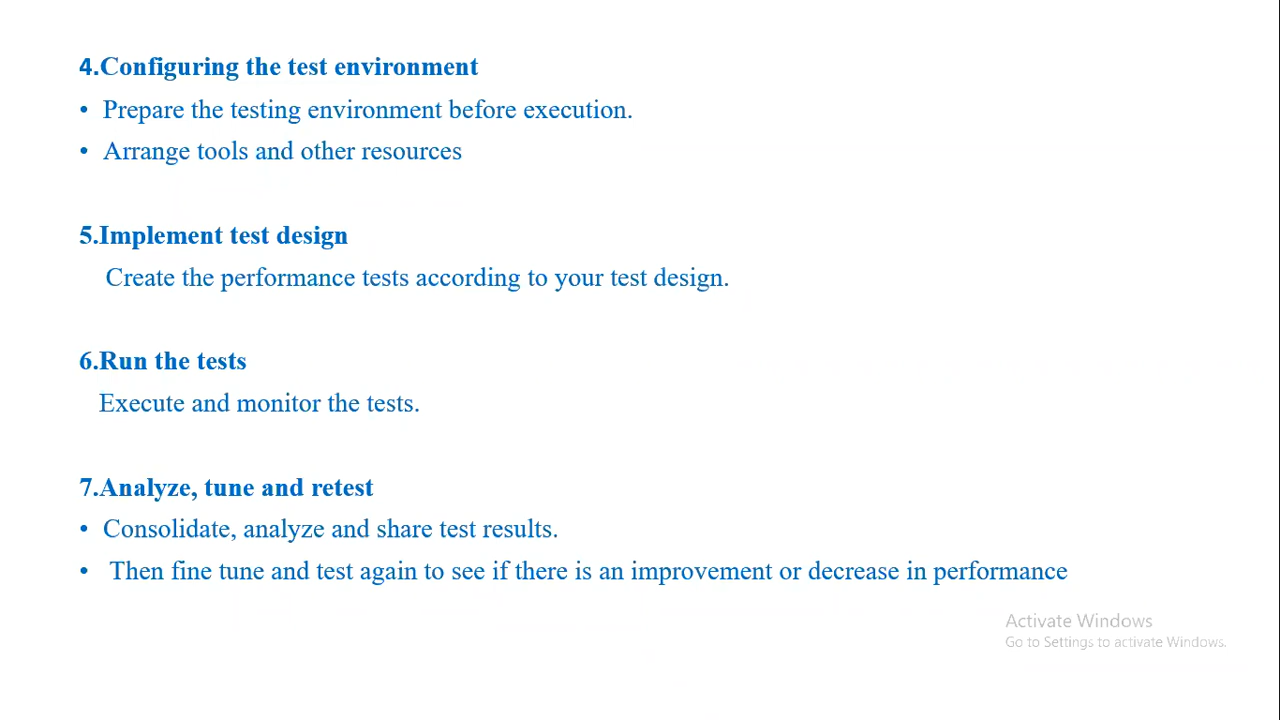 4.Configuring the test environment
• Prepare the testing environment before execution.
• Arrange tools and other resources
5.Implement test design
Create the performance tests according to your test design.
6.Run the tests
Execute and monitor the tests.
7.Analyze, tune and retest
• Consolidate, analyze and share test results.
• Then fine tune and test again to see if there is an improvement or decrease in performance
Activate Windows
Go to Settings to activate Windows.